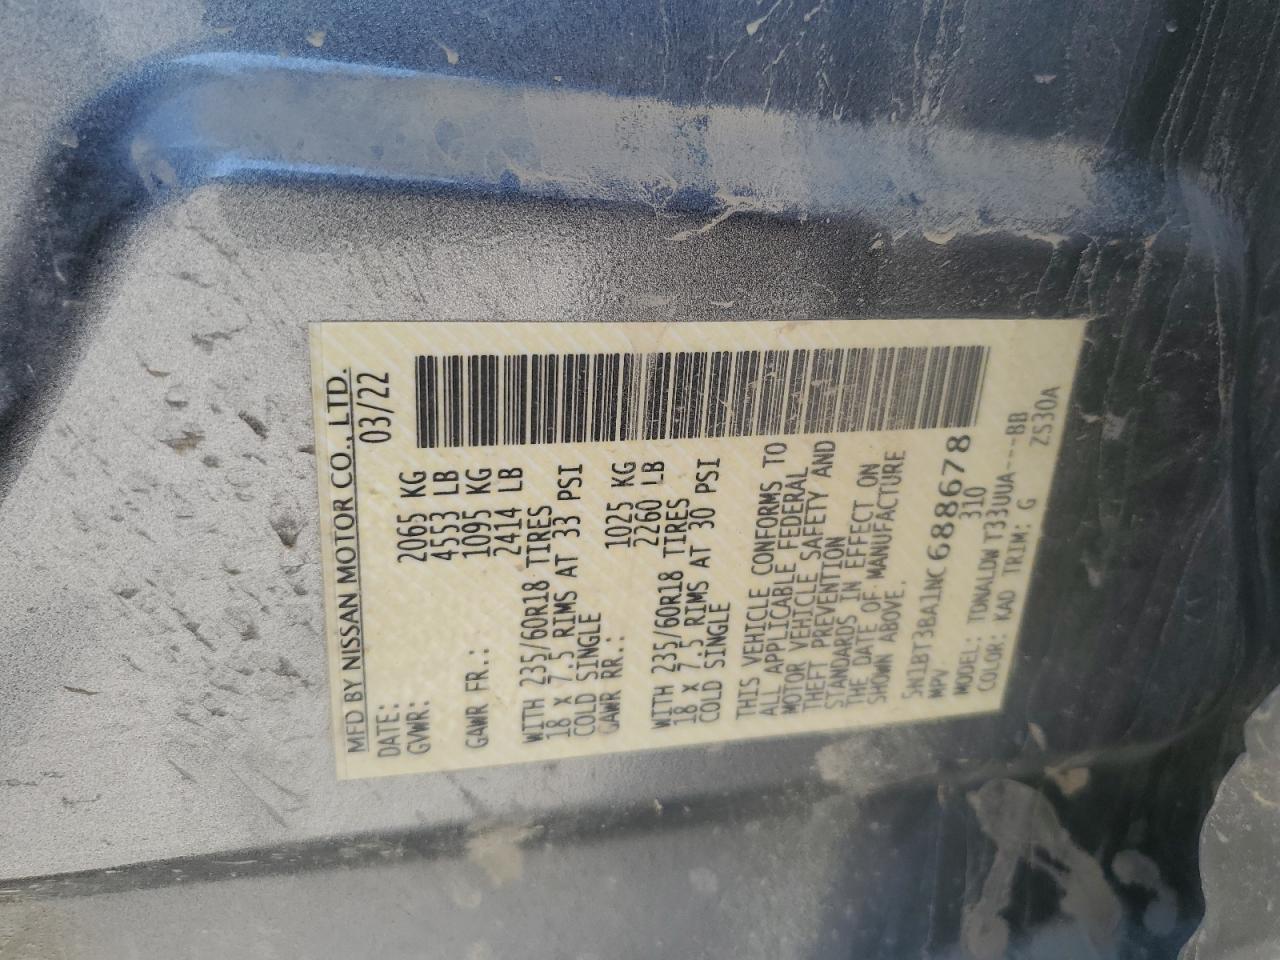 MFD BY NISSAN MOTOR CO., LTD.
DATE: 03/22
GVWR: 2065 KG
4553 LB
GAWR FR.: 1095 KG
2414 LB
WITH 235/60R18 TIRES
18 X 7.5 RIMS AT 33 PSI
COLD SINGLE
GAWR RR.: 1025 KG
2260 LB
WITH 235/60R18 TIRES
18 X 7.5 RIMS AT 30 PSI
COLD SINGLE
THIS VEHICLE CONFORMS TO
ALL APPLICABLE FEDERAL
MOTOR VEHICLE SAFETY AND
THEFT PREVENTION
STANDARDS IN EFFECT ON
THE DATE OF MANUFACTURE
SHOWN ABOVE.
5N1BT3BA1NC688678
MPV 310
MODEL: TDNALDW T33UUA---BB
COLOR: KAD TRIM: G ZS30A